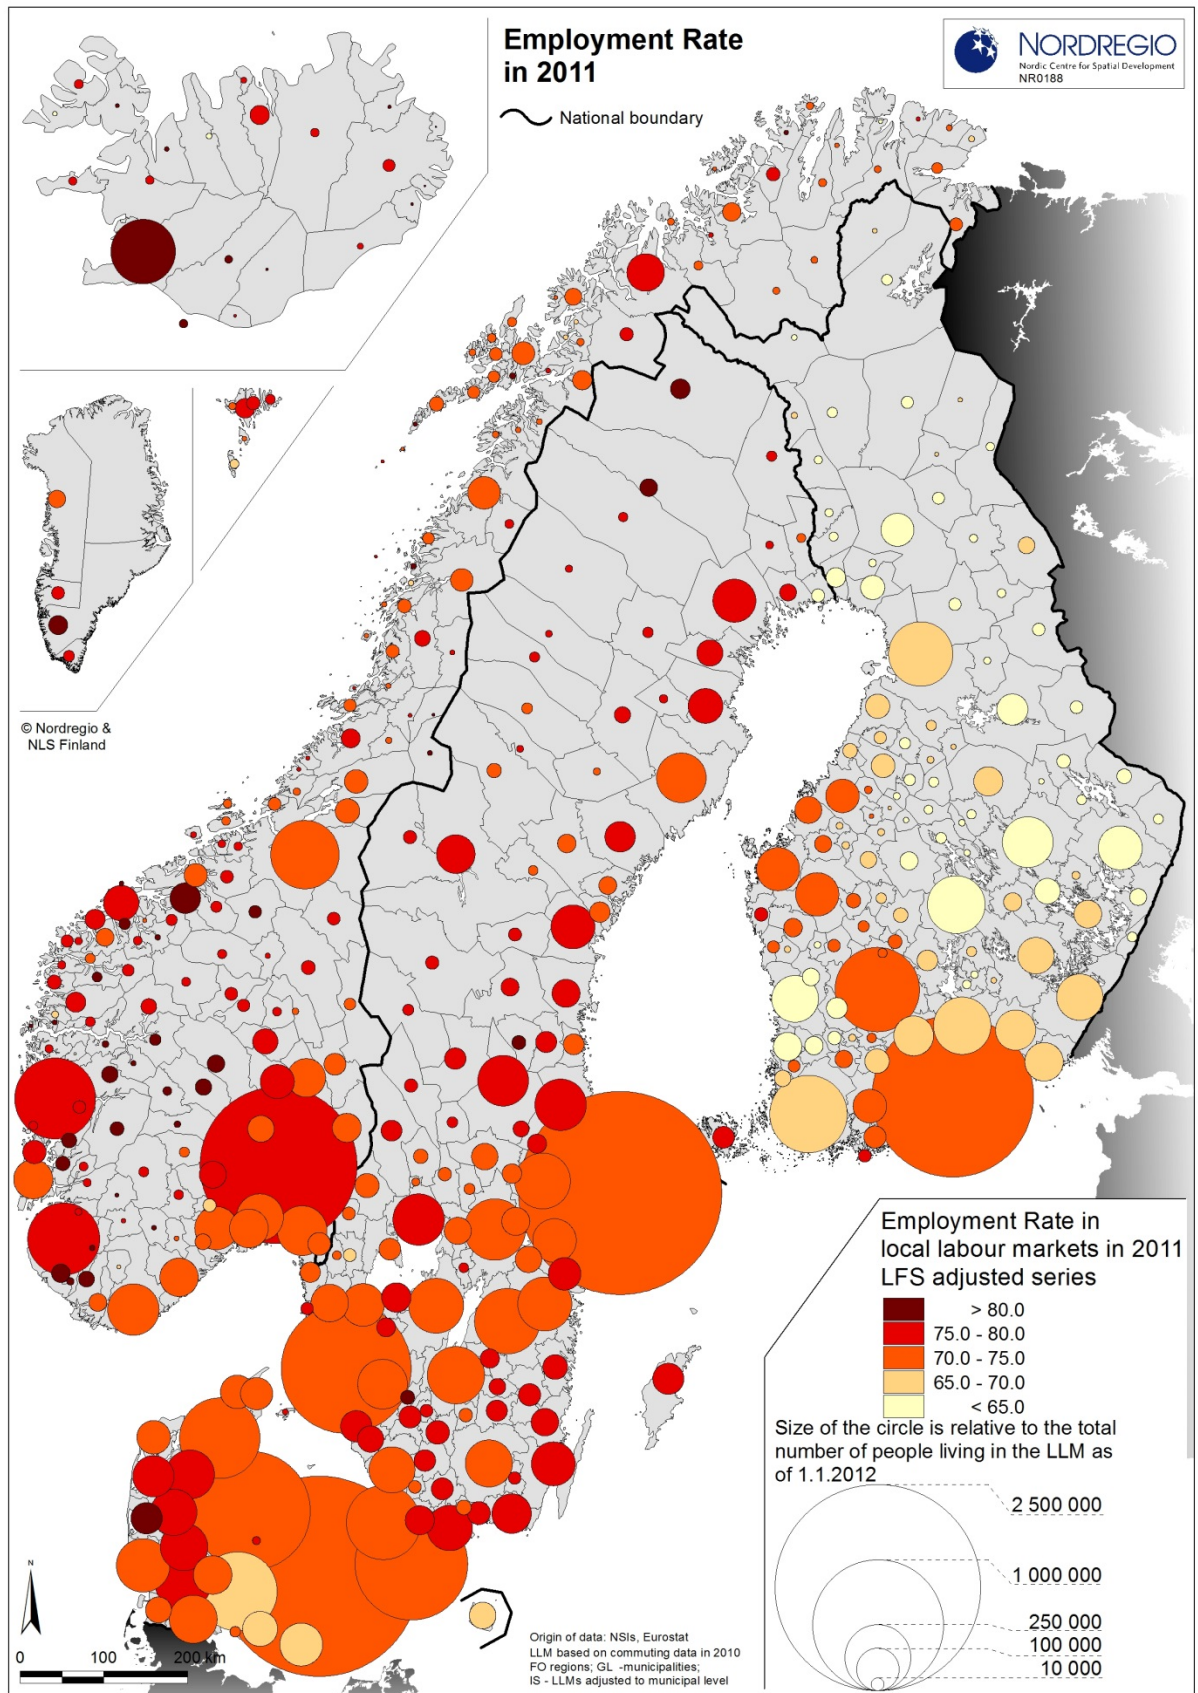 Employment Rate
in 2011
National boundary
NORDREGIO
Nordic Centre for Spatial Development
NR0188
© Nordregio &
NLS Finland
Employment Rate in
local labour markets in 2011
LFS adjusted series
> 80.0
75.0 - 80.0
70.0 - 75.0
65.0 - 70.0
< 65.0
Size of the circle is relative to the total
number of people living in the LLM as
of 1.1.2012
2 500 000
1 000 000
250 000
100 000
10 000
N
0 100 200 km
Origin of data: NSIs, Eurostat
LLM based on commuting data in 2010
FO regions; GL -municipalities;
IS - LLMs adjusted to municipal level